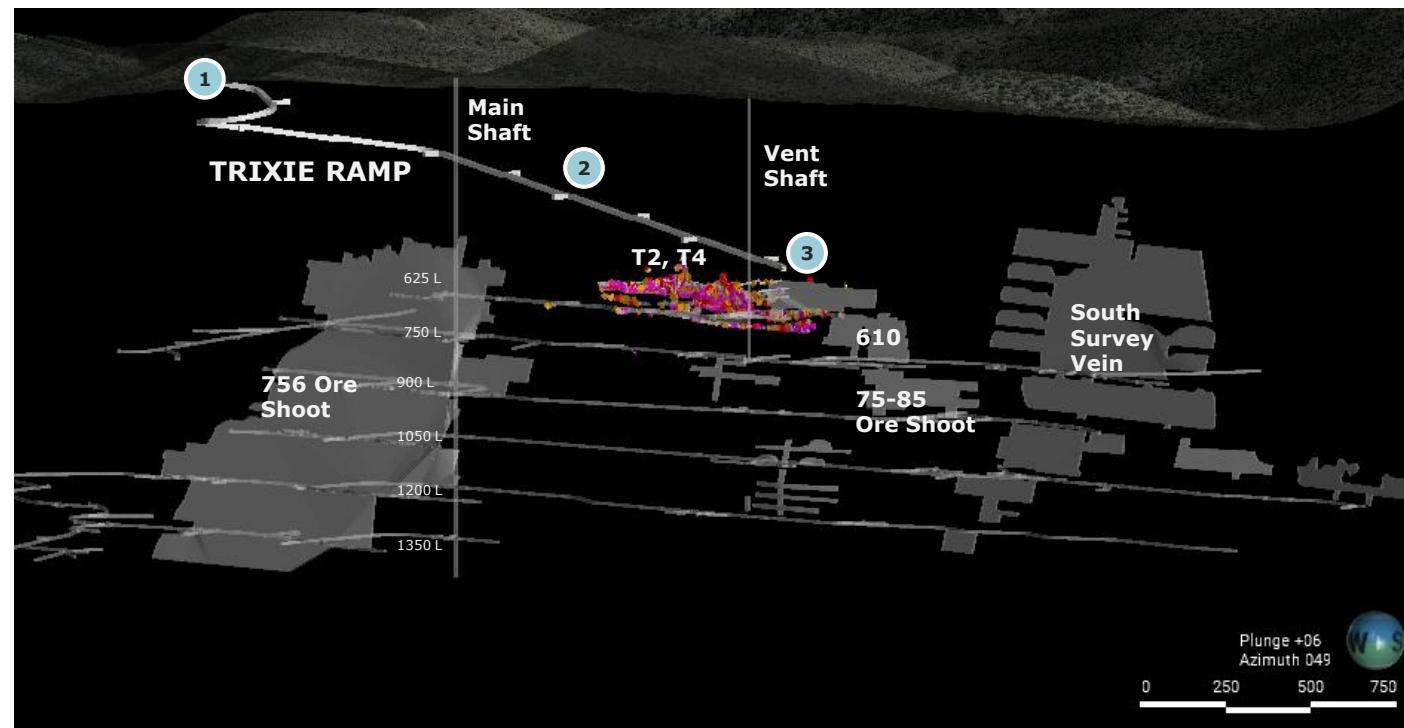 1
Main
Shaft
TRIXIE RAMP
2
Vent
Shaft
T2, T4
3
625 L
750 L
610
South
Survey
Vein
756 Ore
Shoot
900 L
75-85
Ore Shoot
1050 L
1200 L
1350 L
Plunge +06
Azimuth 049
W S
0 250 500 750